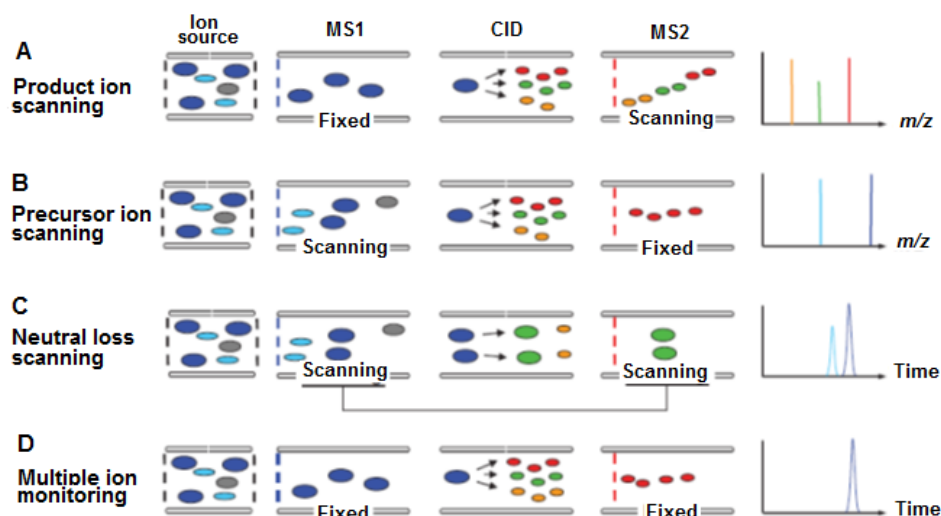 Ion
source
MS1
CID
MS2
A
Product ion
scanning
Fixed
Scanning
m/z
B
Precursor ion
scanning
Scanning
Fixed
m/z
C
Neutral loss
scanning
Scanning
Scanning
Time
D
Multiple ion
monitoring
Fixed
Fixed
Time